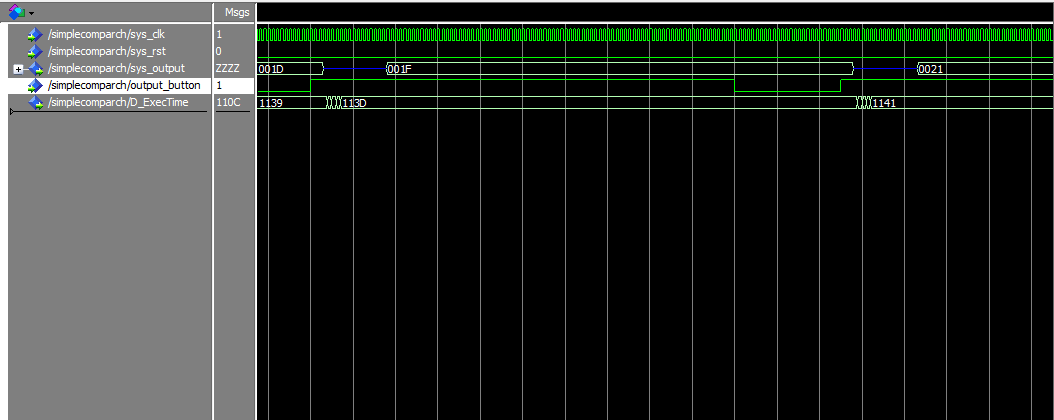 Msgs
/simplecomparch/sys_clk 1
/simplecomparch/sys_rst 0
/simplecomparch/sys_output ZZZZ 001D 001F 0021
/simplecomparch/output_button 1
/simplecomparch/D_ExecTime 110C 1139 113D 1141